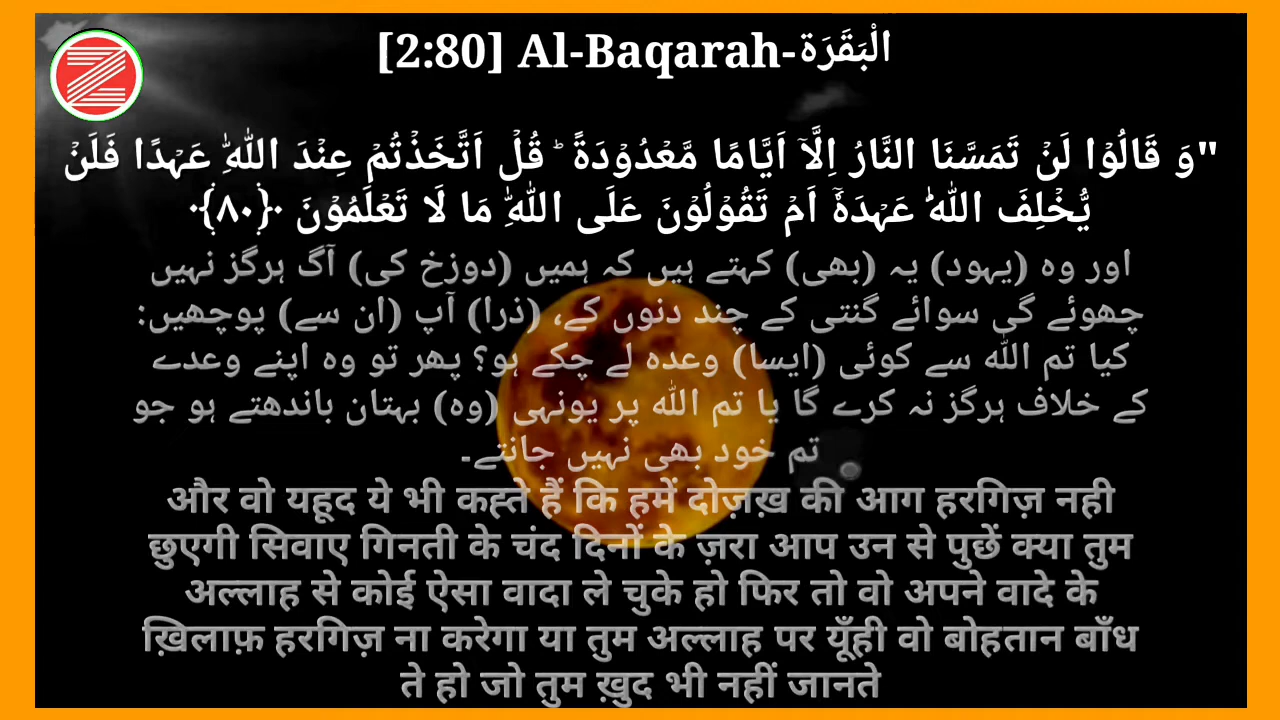 [2:80] Al-Baqarah-الْبَقَرَة
"وَ قَالُوْا لَنْ تَمَسَّنَا النَّارُ اِلَّاۤ اَیَّامًا مَّعْدُوْدَةً ؕ قُلْ اَتَّخَذْتُمْ عِنْدَ اللّٰهِ عَهْدًا فَلَنْ
یُّخْلِفَ اللّٰهُ عَهْدَهٗۤ اَمْ تَقُوْلُوْنَ عَلَی اللّٰهِ مَا لَا تَعْلَمُوْنَ ﴿۸۰﴾
اور وہ (یہود) یہ (بھی) کہتے ہیں کہ ہمیں (دوزخ کی) آگ ہرگز نہیں
چھوئے گی سوائے گنتی کے چند دنوں کے، (ذرا) آپ (ان سے) پوچھیں:
کیا تم اللہ سے کوئی (ایسا) وعدہ لے چکے ہو؟ پھر تو وہ اپنے وعدے
کے خلاف ہرگز نہ کرے گا یا تم اللہ پر یونہی (وہ) بہتان باندھتے ہو جو
تم خود بھی نہیں جانتے۔
और वो यहूद ये भी कह्ते हैं कि हमें दोज़ख़ की आग हरगिज़ नही
छुएगी सिवाए गिनती के चंद दिनों के ज़रा आप उन से पुछें क्या तुम
अल्लाह से कोई ऐसा वादा ले चुके हो फिर तो वो अपने वादे के
ख़िलाफ़ हरगिज़ ना करेगा या तुम अल्लाह पर यूँही वो बोहतान बाँध
ते हो जो तुम ख़ुद भी नहीं जानते